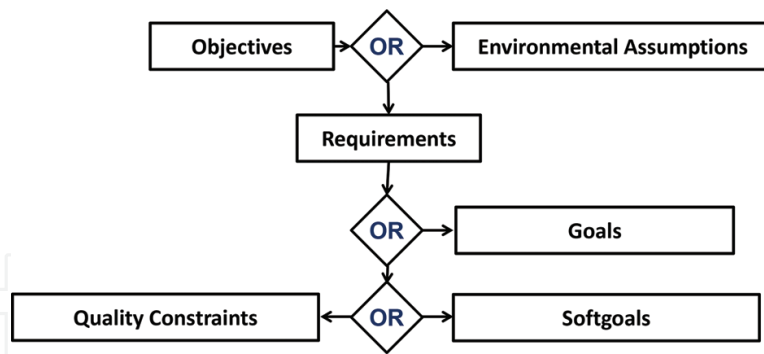 Objectives
OR
Environmental Assumptions
Requirements
OR
Goals
Quality Constraints
OR
Softgoals